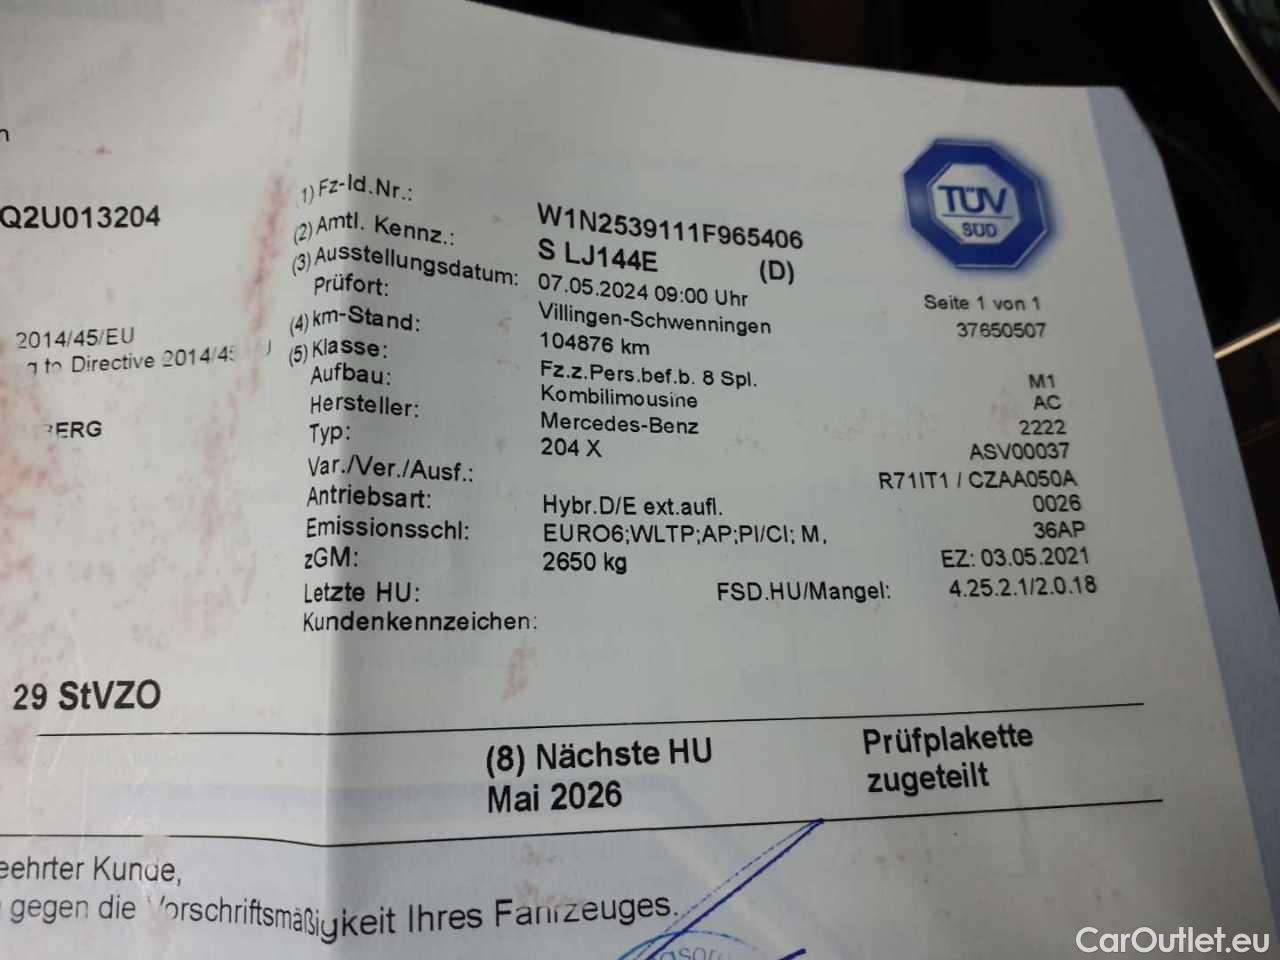 n
Q2U013204
2014/45/EU
to Directive 2014/45
BERG
29 StVZO
TÜV
SÜD
Seite 1 von 1
37650507
(1) Fz-Id.Nr.: W1N2539111F965406
(2) Amtl. Kennz.: S LJ144E (D)
(3) Ausstellungsdatum: 07.05.2024 09:00 Uhr
Prüfort: Villingen-Schwenningen
(4) km-Stand: 104876 km
(5) Klasse: Fz.z.Pers.bef.b. 8 Spl. M1
Aufbau: Kombilimousine AC
Hersteller: Mercedes-Benz 2222
Typ: 204 X ASV00037
Var./Ver./Ausf.: R71IT1 / CZAA050A
Antriebsart: Hybr.D/E ext.aufl. 0026
Emissionsschl: EURO6;WLTP;AP;PI/CI; M, 36AP
zGM: 2650 kg EZ: 03.05.2021
Letzte HU: FSD.HU/Mangel: 4.25.2.1/2.0.18
Kundenkennzeichen:
(8) Nächste HU Prüfplakette
Mai 2026 zugeteilt
eehrter Kunde,
gegen die Vorschriftsmäßigkeit Ihres Fahrzeuges.
CarOutlet.eu